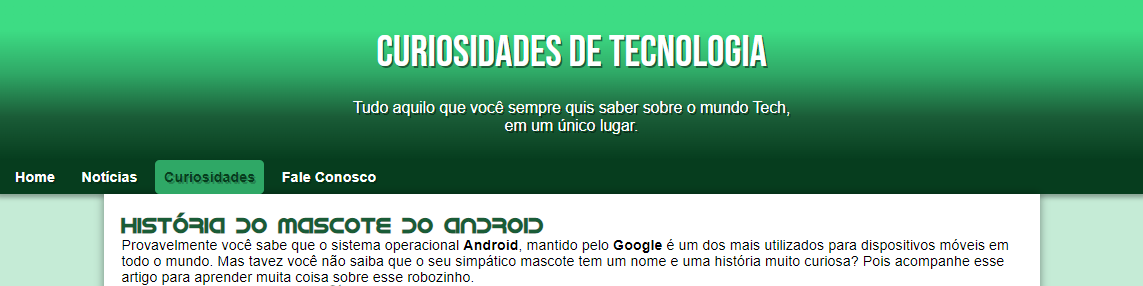 CURIOSIDADES DE TECNOLOGIA
Tudo aquilo que você sempre quis saber sobre o mundo Tech,
em um único lugar.
Home Notícias Curiosidades Fale Conosco
HISTÓRIA DO MASCOTE DO ANDROID
Provavelmente você sabe que o sistema operacional Android, mantido pelo Google é um dos mais utilizados para dispositivos móveis em
todo o mundo. Mas tavez você não saiba que o seu simpático mascote tem um nome e uma história muito curiosa? Pois acompanhe esse
artigo para aprender muita coisa sobre esse robozinho.